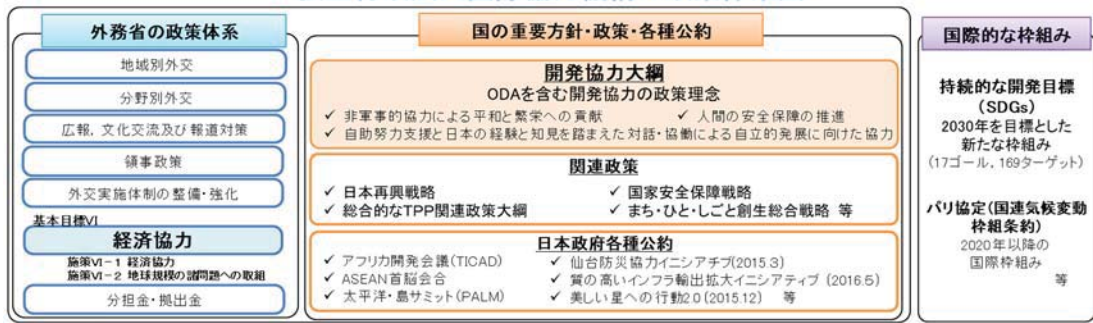 外務省の政策体系
地域別外交
分野別外交
広報，文化交流及び報道対策
領事政策
外交実施体制の整備・強化
基本目標Ⅵ
経済協力
施策Ⅵ－１ 経済協力
施策Ⅵ－２ 地球規模の諸問題への取組
分担金・拠出金
国の重要方針・政策・各種公約
開発協力大綱
ODAを含む開発協力の政策理念
✓ 非軍事的協力による平和と繁栄への貢献 ✓ 人間の安全保障の推進
✓ 自助努力支援と日本の経験と知見を踏まえた対話・協働による自立的発展に向けた協力
関連政策
✓ 日本再興戦略 ✓ 国家安全保障戦略
✓ 総合的なTPP関連政策大綱 ✓ まち・ひと・しごと創生総合戦略 等
日本政府各種公約
✓ アフリカ開発会議(TICAD) ✓ 仙台防災協力イニシアチブ(2015.3)
✓ ASEAN首脳会合 ✓ 質の高いインフラ輸出拡大イニシアティブ (2016.5)
✓ 太平洋・島サミット(PALM) ✓ 美しい星への行動2.0(2015.12) 等
国際的な枠組み
持続的な開発目標
（SDGs）
2030年を目標とした
新たな枠組み
(17ゴール，169ターゲット)
パリ協定(国連気候変動
枠組条約)
2020年以降の
国際枠組み
等